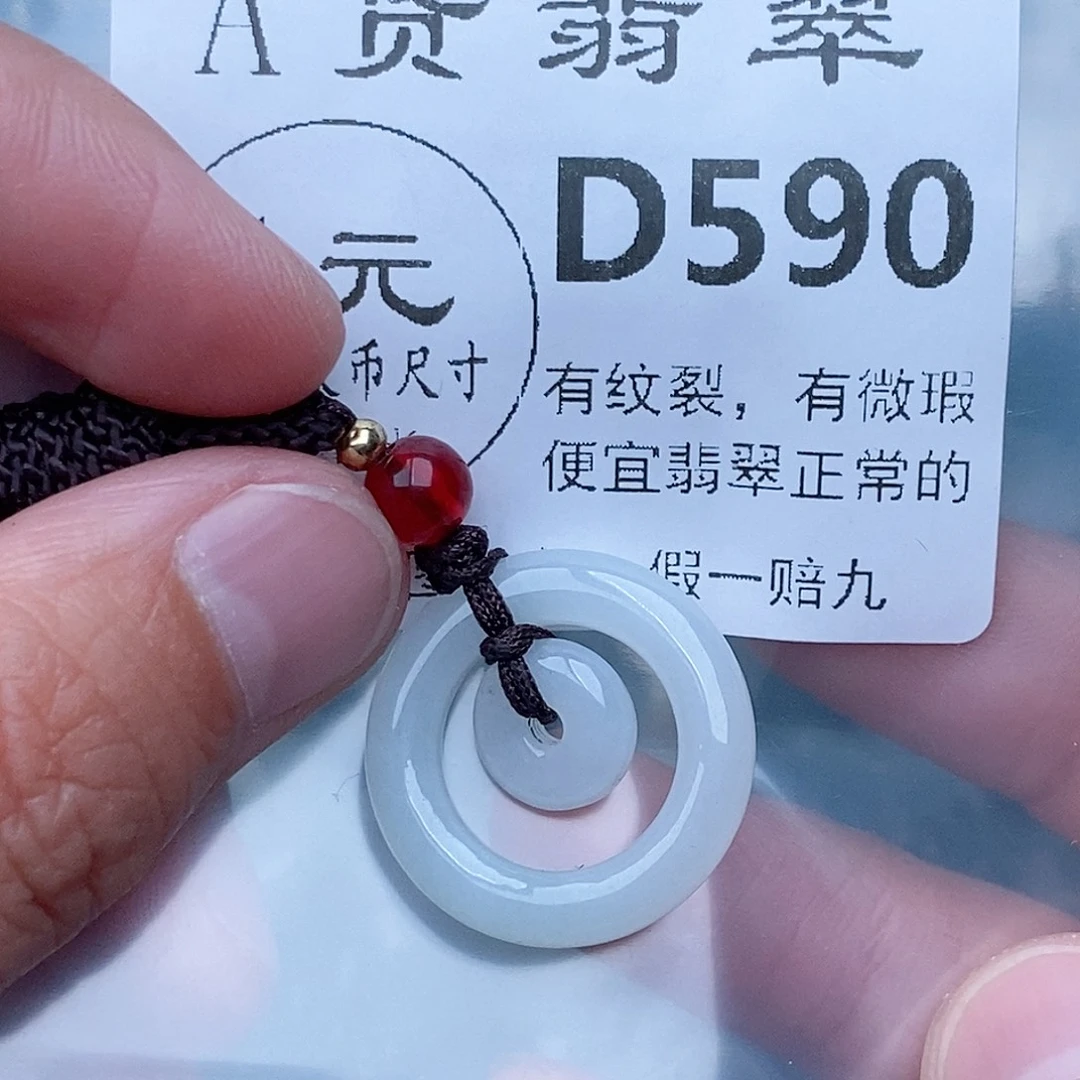 A货翡翠
D590
元
币尺寸
有纹裂，有微瑕
便宜翡翠正常的
假一赔九